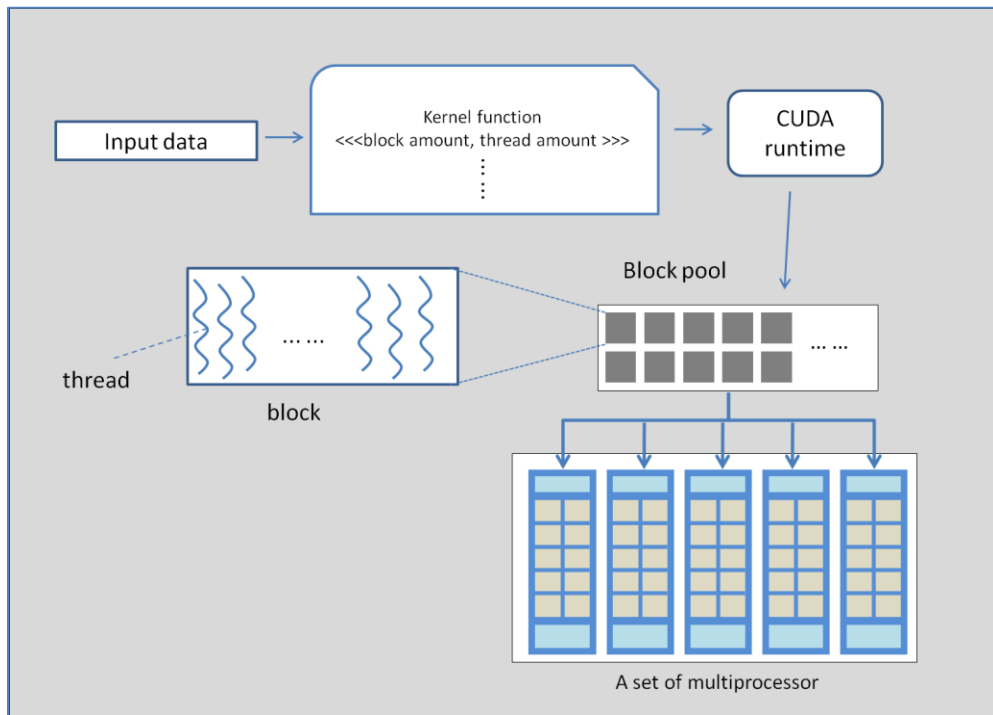 Input data
Kernel function
<<<block amount, thread amount >>>
CUDA
runtime
Block pool
... ...
... ...
thread
block
A set of multiprocessor